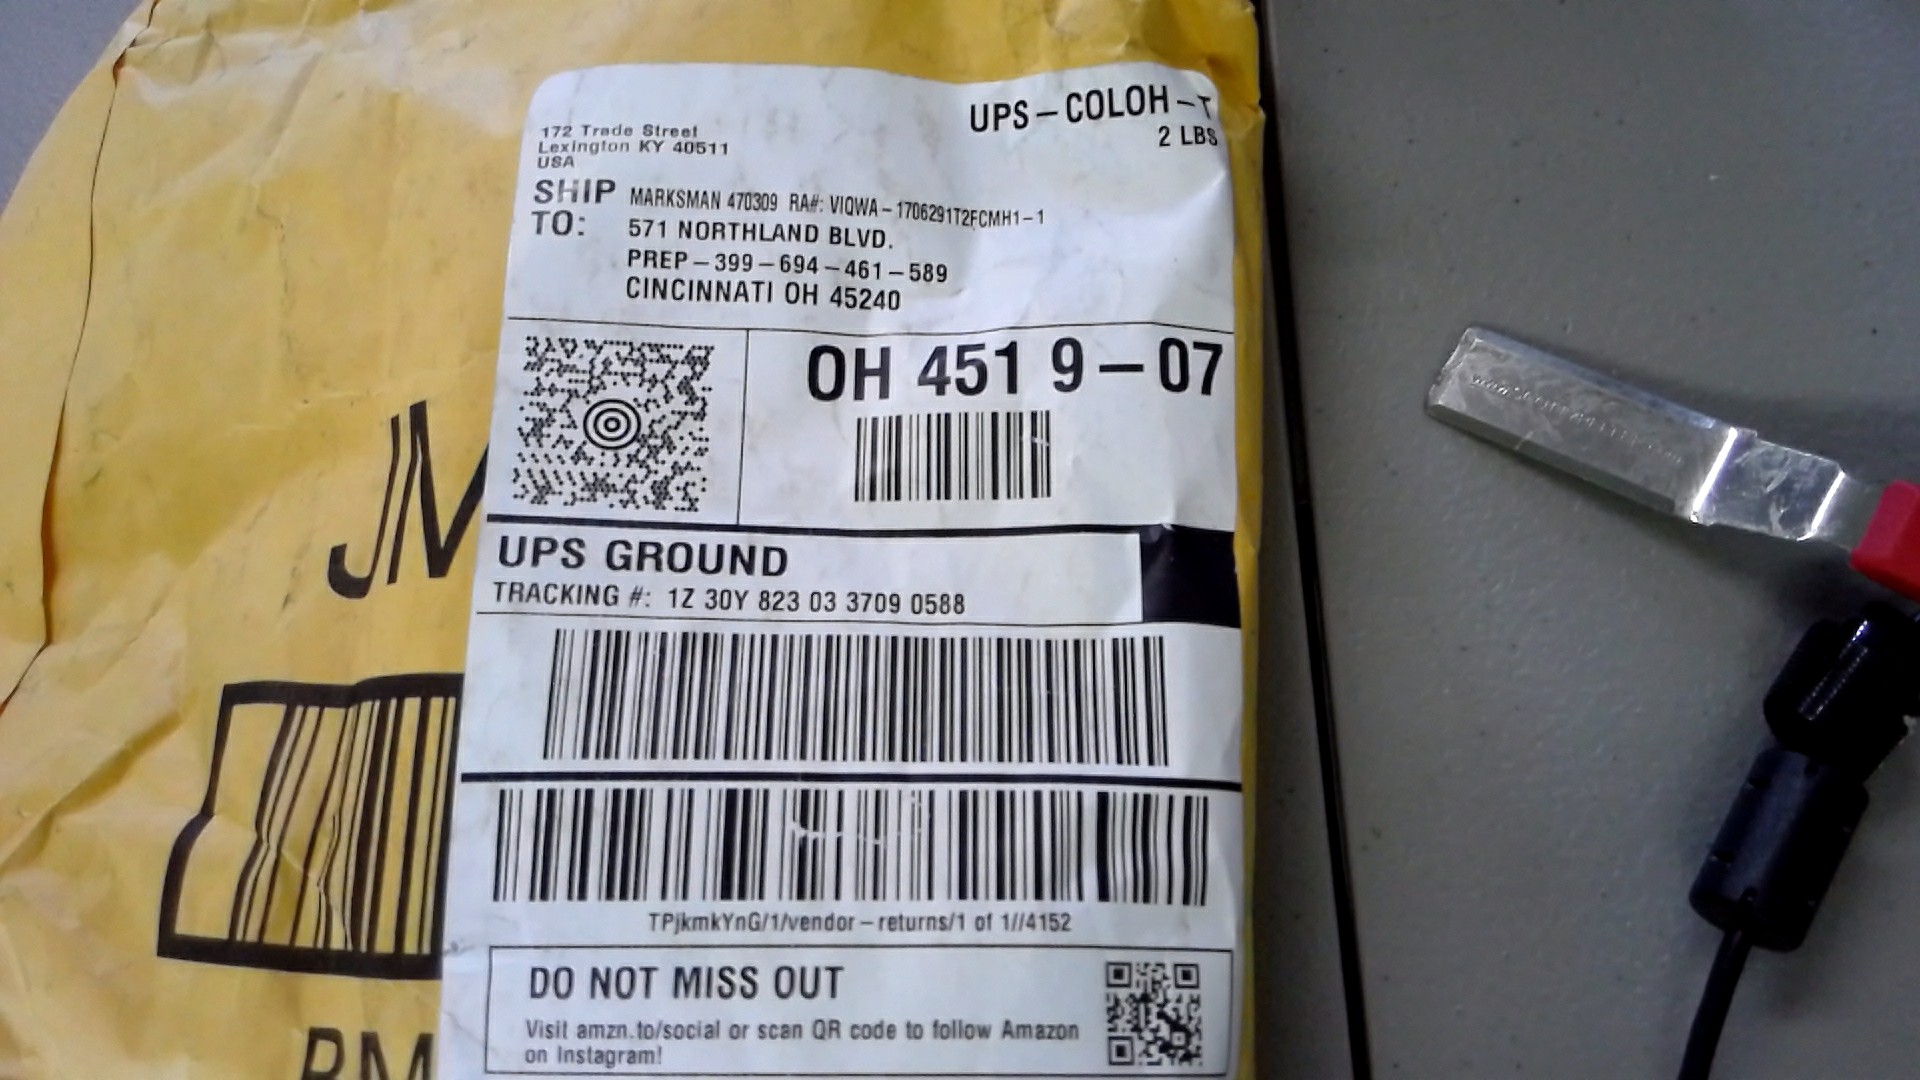 UPS-COLOH-T
2 LBS
172 Trade Street
Lexington KY 40511
USA
SHIP TO: MARKSMAN 470309 RA#: VIQWA-1706291T2FCMH1-1
571 NORTHLAND BLVD.
PREP-399-694-461-589
CINCINNATI OH 45240
OH 451 9-07
UPS GROUND
TRACKING #: 1Z 30Y 823 03 3709 0588
TPjkmkYnG/1/vendor-returns/1 of 1//4152
DO NOT MISS OUT
Visit amzn.to/social or scan QR code to follow Amazon
on Instagram!
JM
BM